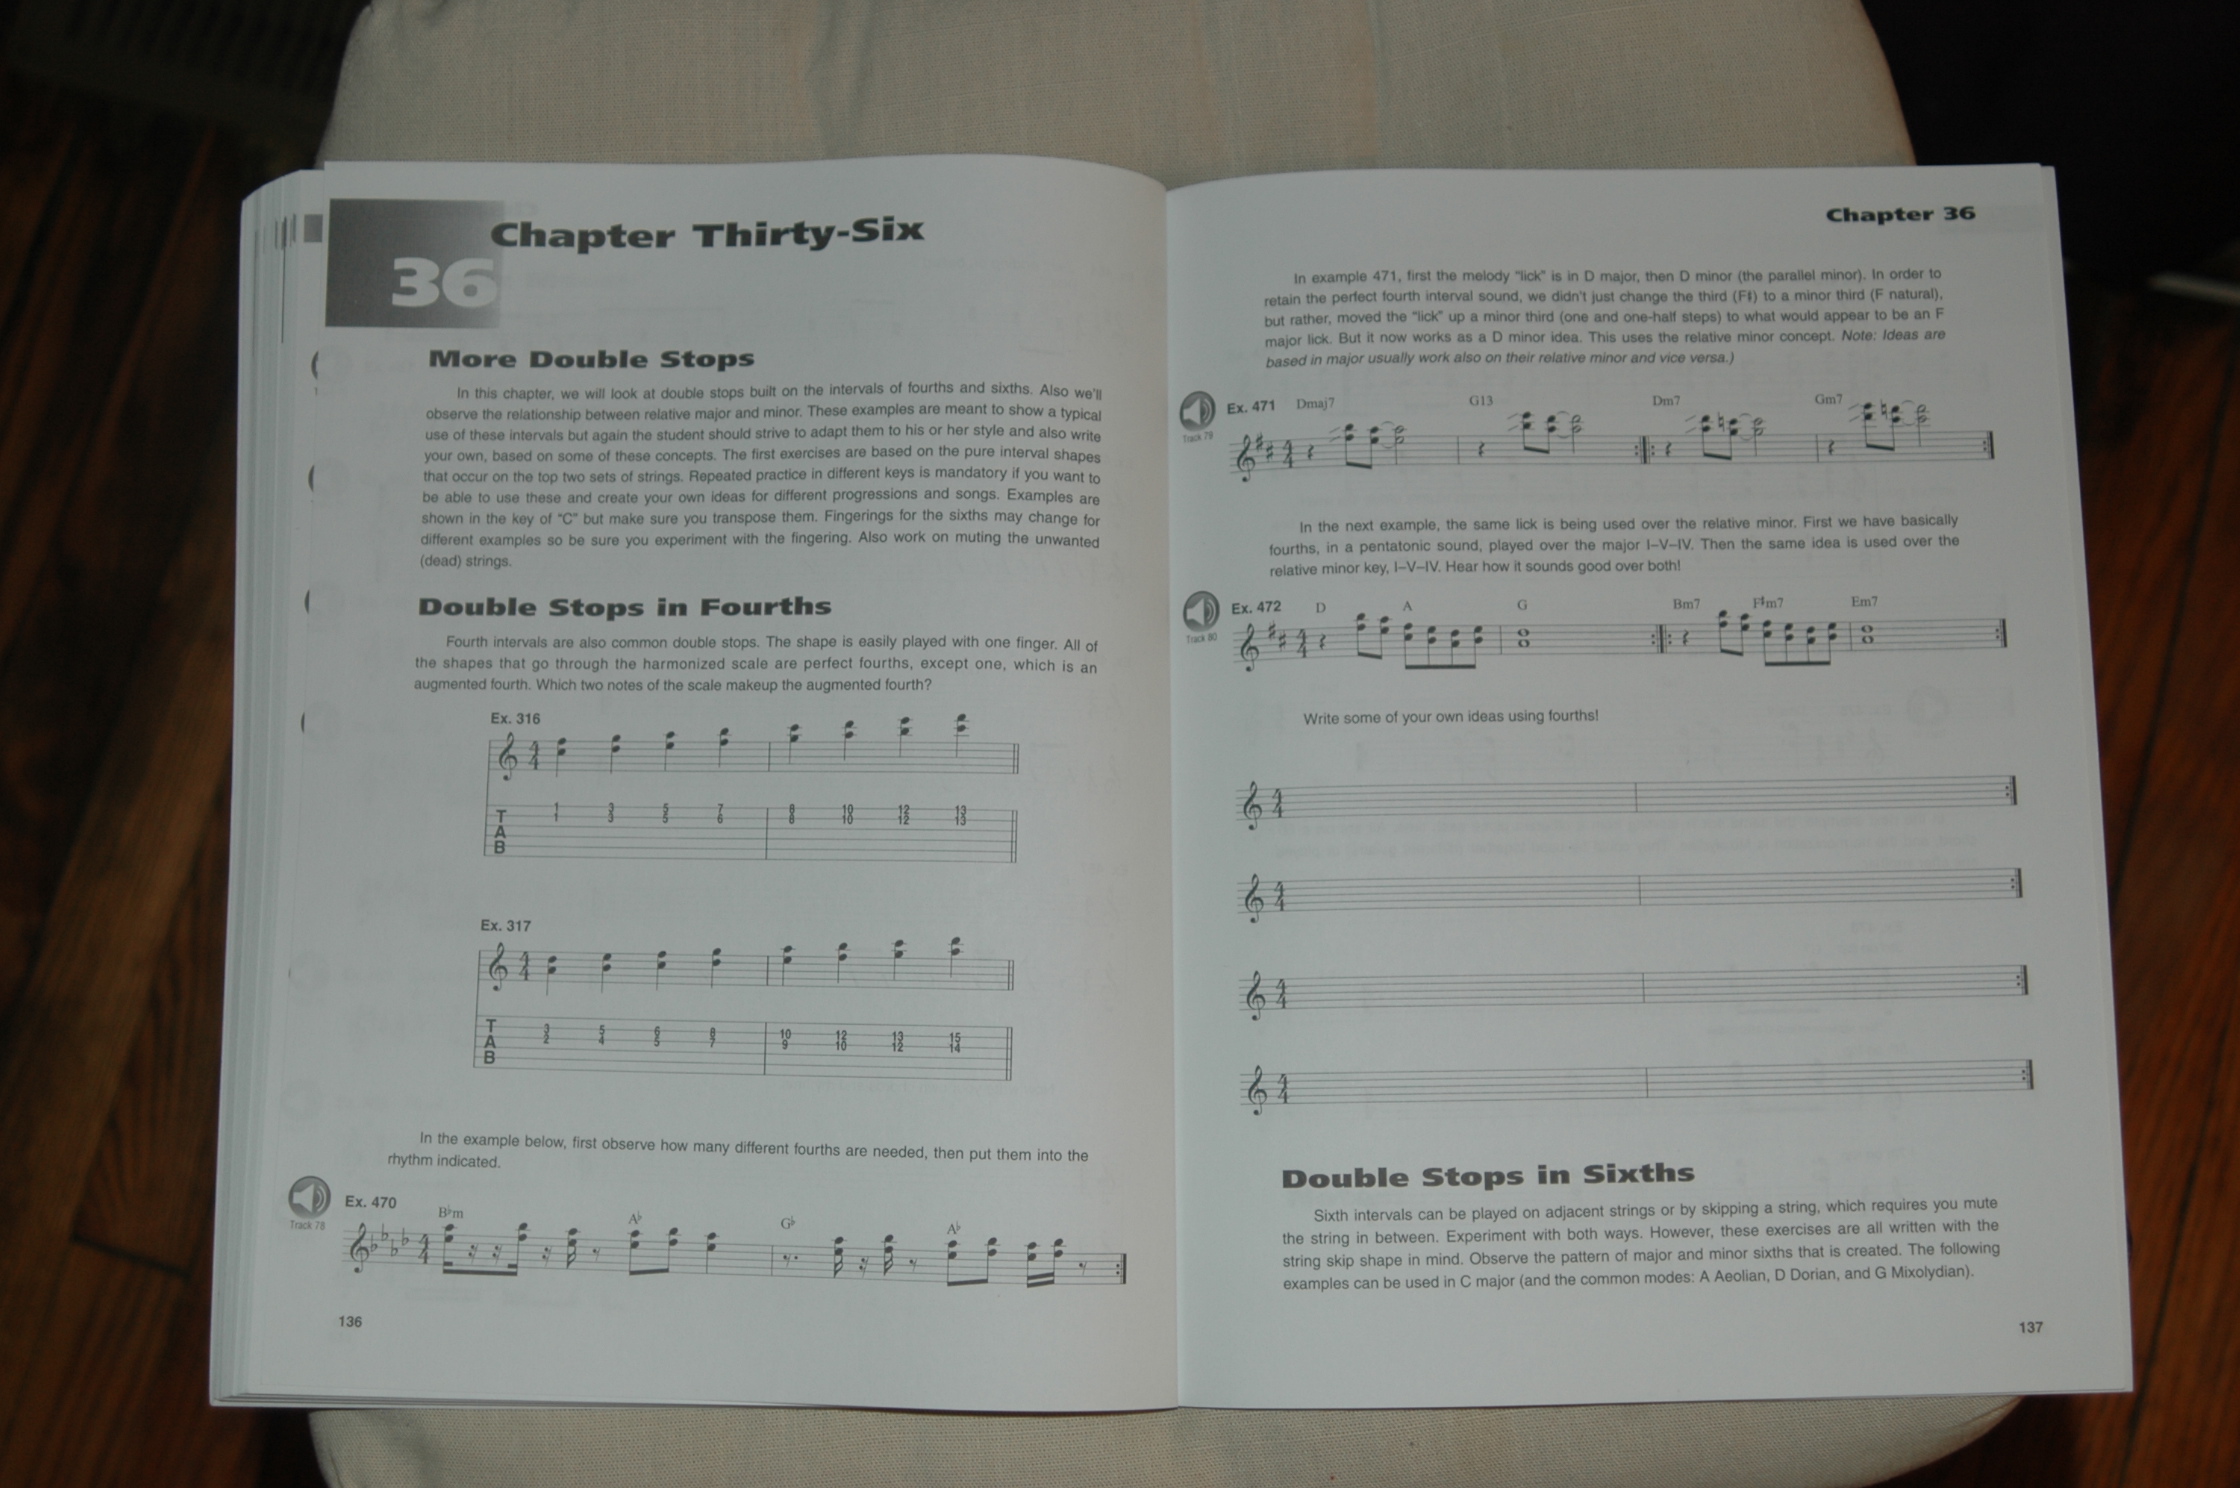 36
Chapter Thirty-Six
More Double Stops
In this chapter, we will look at double stops built on the intervals of fourths and sixths. Also we'll
observe the relationship between relative major and minor. These examples are meant to show a typical
use of these intervals but again the student should strive to adapt them to his or her style and also write
your own, based on some of these concepts. The first exercises are based on the pure interval shapes
that occur on the top two sets of strings. Repeated practice in different keys is mandatory if you want to
be able to use these and create your own ideas for different progressions and songs. Examples are
shown in the key of "C" but make sure you transpose them. Fingerings for the sixths may change for
different examples so be sure you experiment with the fingering. Also work on muting the unwanted
(dead) strings.
Double Stops in Fourths
Fourth intervals are also common double stops. The shape is easily played with one finger. All of
the shapes that go through the harmonized scale are perfect fourths, except one, which is an
augmented fourth. Which two notes of the scale makeup the augmented fourth?
Ex. 316
4
4
T 1 3 5 7 8 10 12 13
A 1 3 5 6 8 10 12 13
B
Ex. 317
4
4
T 3 5 6 8 10 12 13 15
A 2 4 5 7 9 10 12 14
B
In the example below, first observe how many different fourths are needed, then put them into the
rhythm indicated.
Ex. 470 B♭m A♭ G♭ A♭
Track 78
4
4
136
Chapter 36
In example 471, first the melody "lick" is in D major, then D minor (the parallel minor). In order to
retain the perfect fourth interval sound, we didn't just change the third (F♯) to a minor third (F natural),
but rather, moved the "lick" up a minor third (one and one-half steps) to what would appear to be an F
major lick. But it now works as a D minor idea. This uses the relative minor concept. Note: Ideas are
based in major usually work also on their relative minor and vice versa.)
Ex. 471 Dmaj7 G13 Dm7 Gm7
Track 79
4
4
In the next example, the same lick is being used over the relative minor. First we have basically
fourths, in a pentatonic sound, played over the major I–V–IV. Then the same idea is used over the
relative minor key, I–V–IV. Hear how it sounds good over both!
Ex. 472 D A G Bm7 F♯m7 Em7
Track 80
4
4
Write some of your own ideas using fourths!
4
4
4
4
4
4
4
4
Double Stops in Sixths
Sixth intervals can be played on adjacent strings or by skipping a string, which requires you mute
the string in between. Experiment with both ways. However, these exercises are all written with the
string skip shape in mind. Observe the pattern of major and minor sixths that is created. The following
examples can be used in C major (and the common modes: A Aeolian, D Dorian, and G Mixolydian).
137